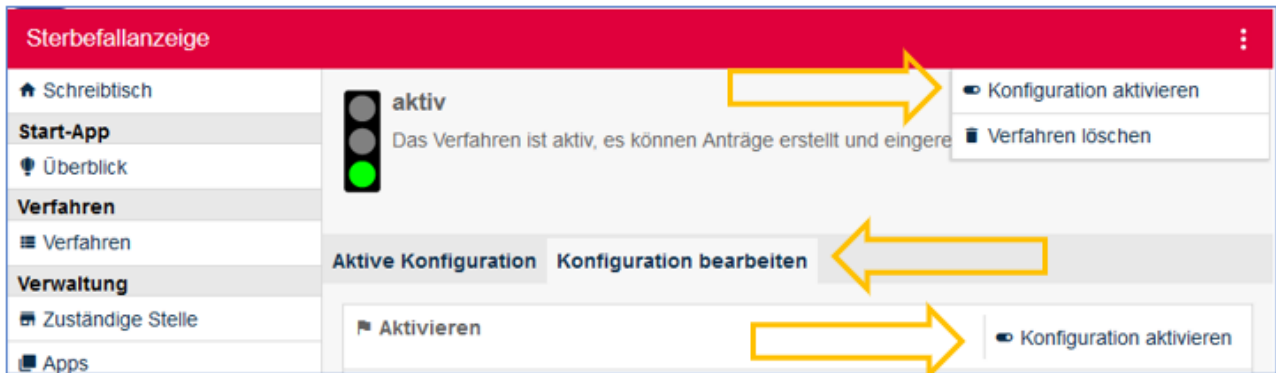 Sterbefallanzeige
Schreibtisch
Start-App
Überblick
Verfahren
Verfahren
Verwaltung
Zuständige Stelle
Apps
aktiv
Das Verfahren ist aktiv, es können Anträge erstellt und eingere
Konfiguration aktivieren
Verfahren löschen
Aktive Konfiguration Konfiguration bearbeiten
Aktivieren
Konfiguration aktivieren